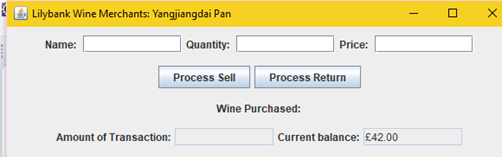 Lilybank Wine Merchants: Yangjiangdai Pan
Name: Quantity: Price:
Process Sell Process Return
Wine Purchased:
Amount of Transaction: Current balance: £42.00